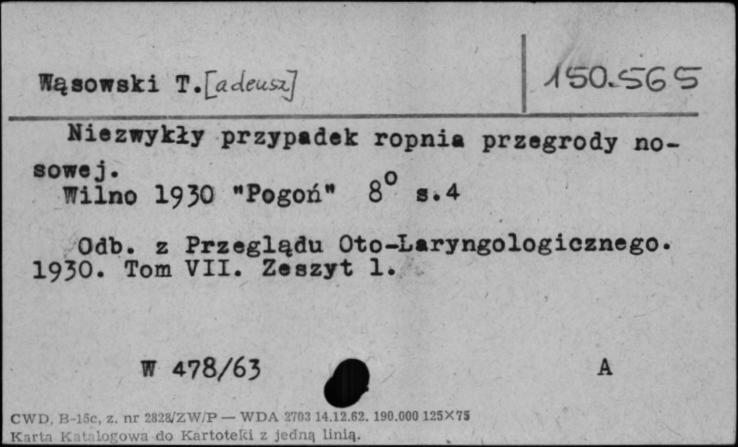 Wąsowski T.[adeusz]
150.565
Niezwykły przypadek ropnia przegrody no-
sowej.
Wilno 1930 "Pogoń" 8° s.4
Odb. z Przeglądu Oto-Laryngologicznego.
1930. Tom VII. Zeszyt 1.
W 478/63 A
CWD, B-15c, z. nr 2828/ZW/P — WDA 2703 14.12.62. 190.000 125×75
Karta Katalogowa do Kartoteki z jedną linią.